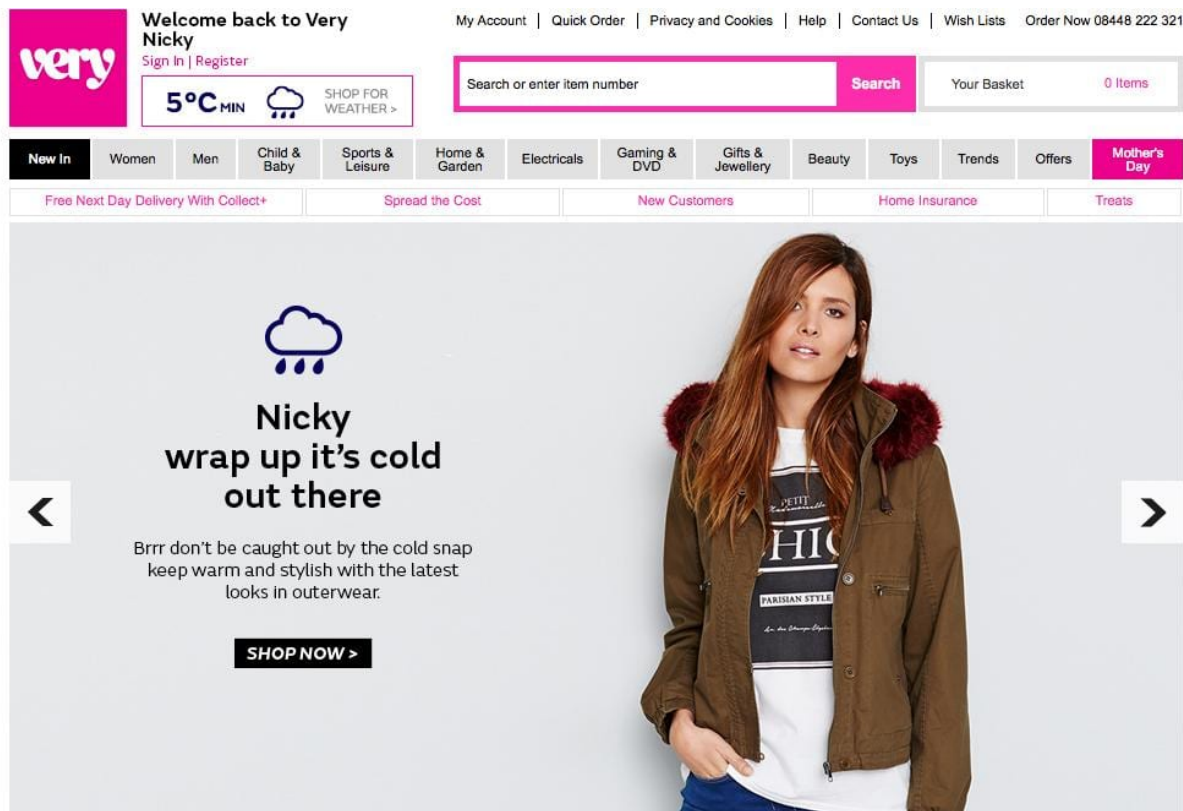 very
Welcome back to Very
Nicky
Sign In | Register
5°C MIN
SHOP FOR
WEATHER >
My Account | Quick Order | Privacy and Cookies | Help | Contact Us | Wish Lists Order Now 08448 222 321
Search or enter item number
Search
Your Basket
0 Items
New In
Women
Men
Child &
Baby
Sports &
Leisure
Home &
Garden
Electricals
Gaming &
DVD
Gifts &
Jewellery
Beauty
Toys
Trends
Offers
Mother's
Day
Free Next Day Delivery With Collect+
Spread the Cost
New Customers
Home Insurance
Treats
Nicky
wrap up it's cold
out there
Brrr don't be caught out by the cold snap
keep warm and stylish with the latest
looks in outerwear.
SHOP NOW >
<
>
PETIT
Mademoiselle
CHIC
PARISIAN STYLE